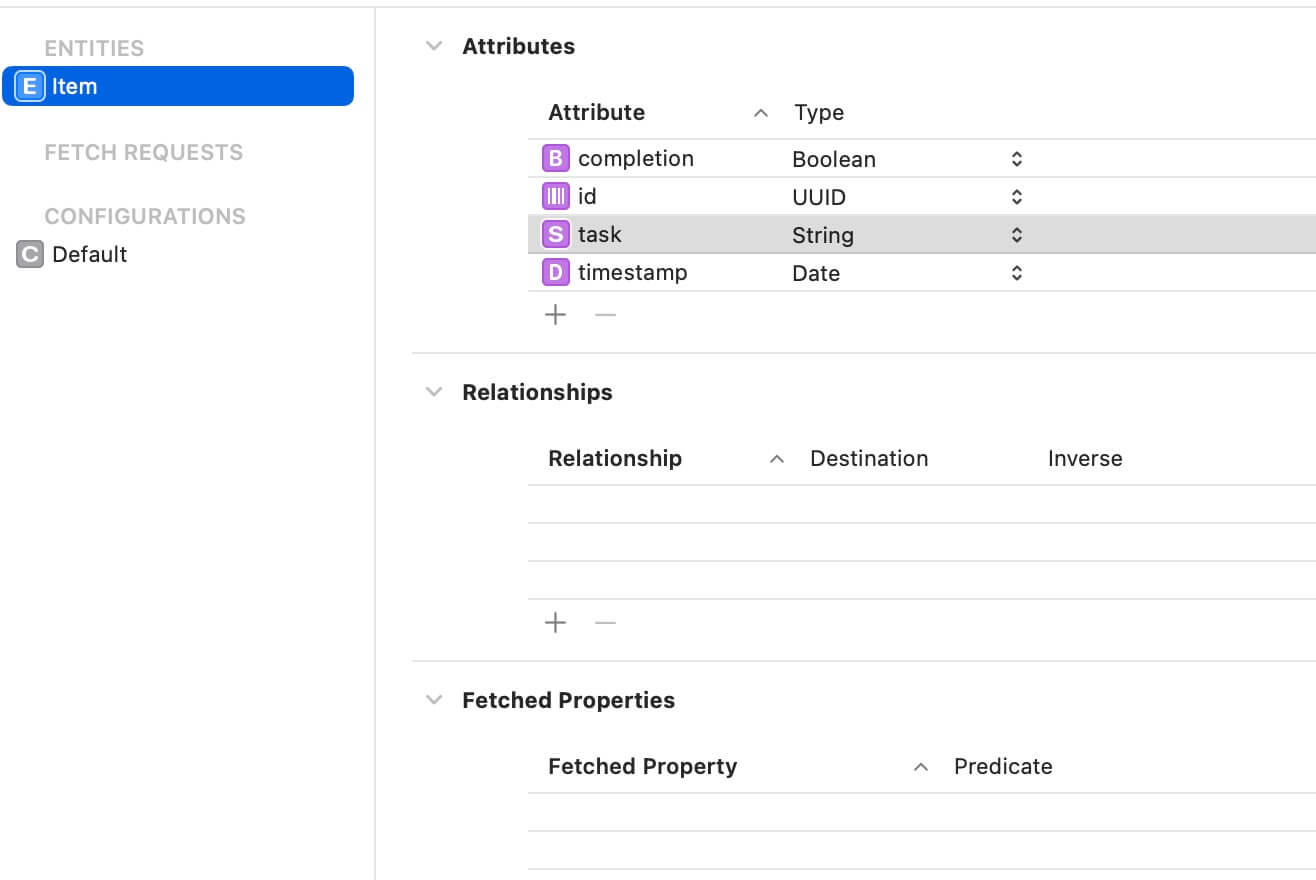 ENTITIES
E Item
FETCH REQUESTS
CONFIGURATIONS
C Default
Attributes
Attribute Type
B completion Boolean
id UUID
S task String
D timestamp Date
Relationships
Relationship Destination Inverse
Fetched Properties
Fetched Property Predicate